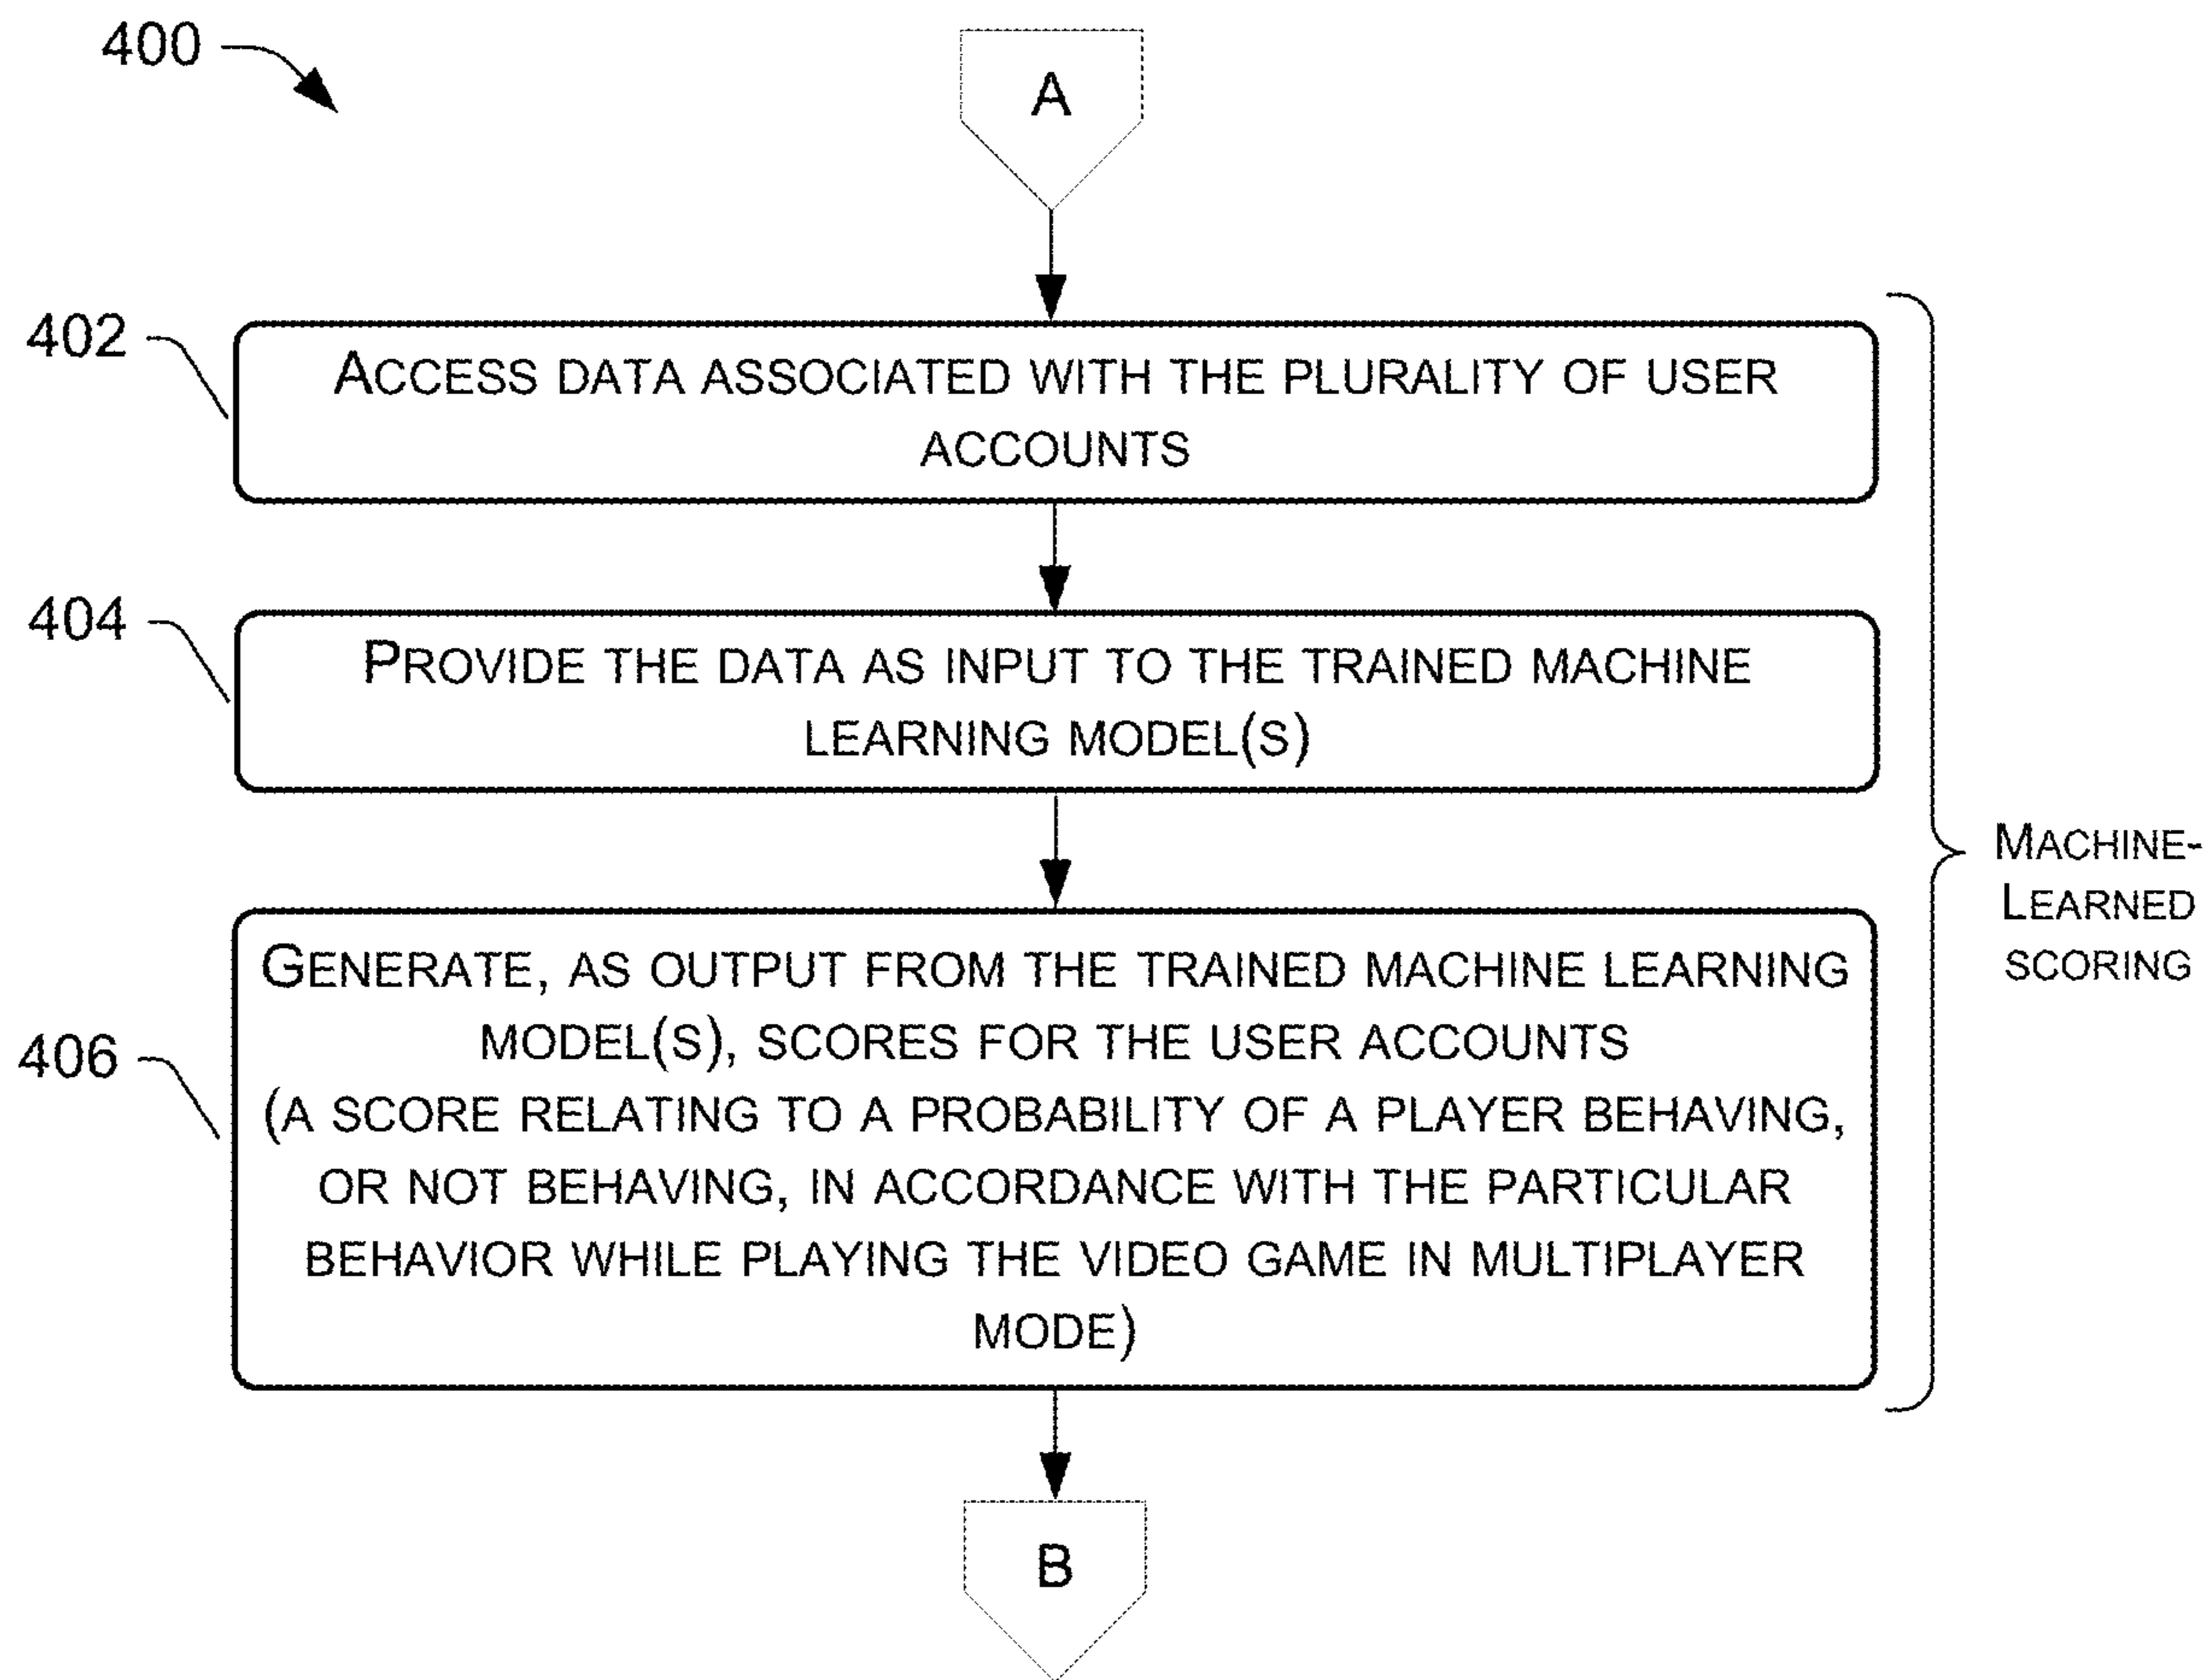 400
A
402
ACCESS DATA ASSOCIATED WITH THE PLURALITY OF USER
ACCOUNTS
404
PROVIDE THE DATA AS INPUT TO THE TRAINED MACHINE
LEARNING MODEL(S)
406
GENERATE, AS OUTPUT FROM THE TRAINED MACHINE LEARNING
MODEL(S), SCORES FOR THE USER ACCOUNTS
(A SCORE RELATING TO A PROBABILITY OF A PLAYER BEHAVING,
OR NOT BEHAVING, IN ACCORDANCE WITH THE PARTICULAR
BEHAVIOR WHILE PLAYING THE VIDEO GAME IN MULTIPLAYER
MODE)
MACHINE-
LEARNED
SCORING
B